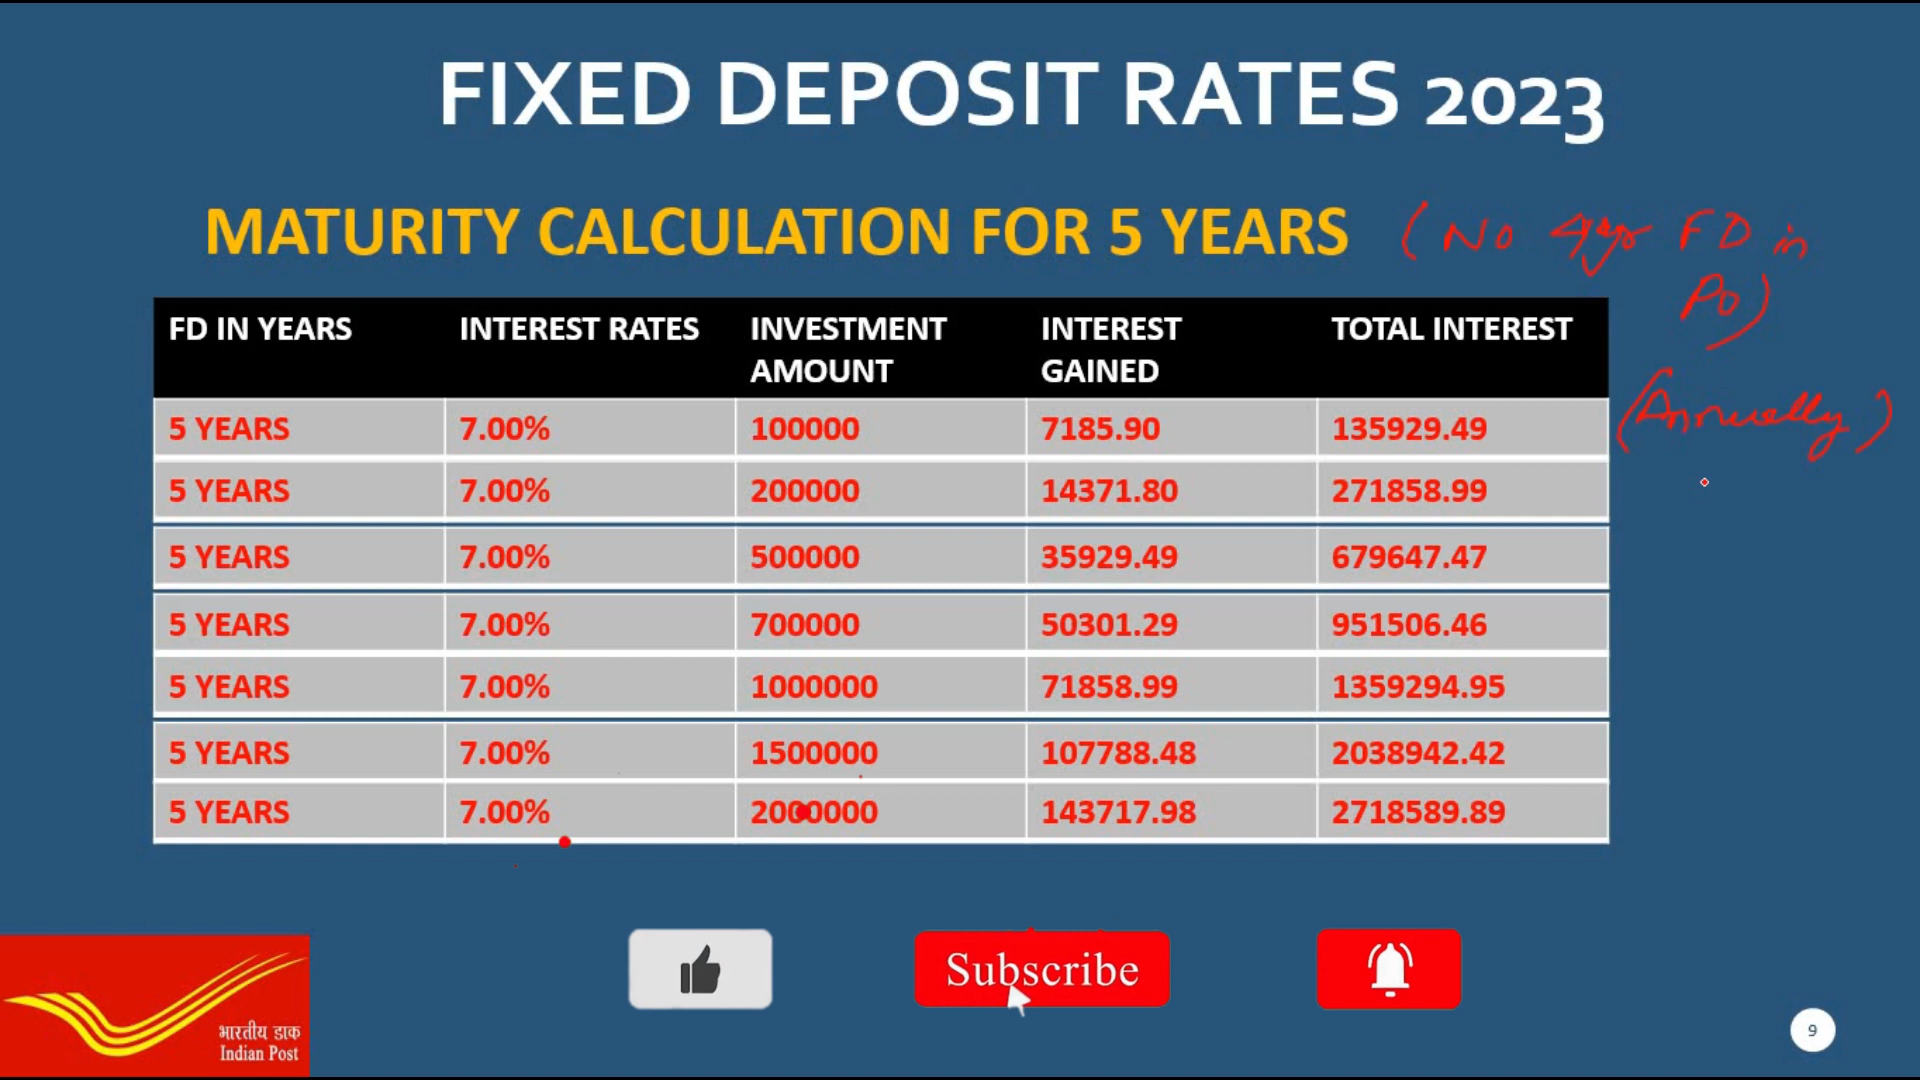 FIXED DEPOSIT RATES 2023
MATURITY CALCULATION FOR 5 YEARS (No 4yr FD in
PO)
FD IN YEARS INTEREST RATES INVESTMENT AMOUNT INTEREST GAINED TOTAL INTEREST
(Annually)
5 YEARS 7.00% 100000 7185.90 135929.49
5 YEARS 7.00% 200000 14371.80 271858.99
5 YEARS 7.00% 500000 35929.49 679647.47
5 YEARS 7.00% 700000 50301.29 951506.46
5 YEARS 7.00% 1000000 71858.99 1359294.95
5 YEARS 7.00% 1500000 107788.48 2038942.42
5 YEARS 7.00% 2000000 143717.98 2718589.89
Subscribe
भारतीय डाक
Indian Post
9